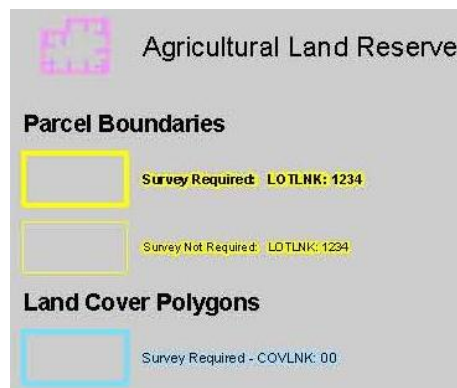 Agricultural Land Reserve
Parcel Boundaries
Survey Required: LOTLNK: 1234
Survey Not Required: LOTLNK: 1234
Land Cover Polygons
Survey Required - COVLNK: 00